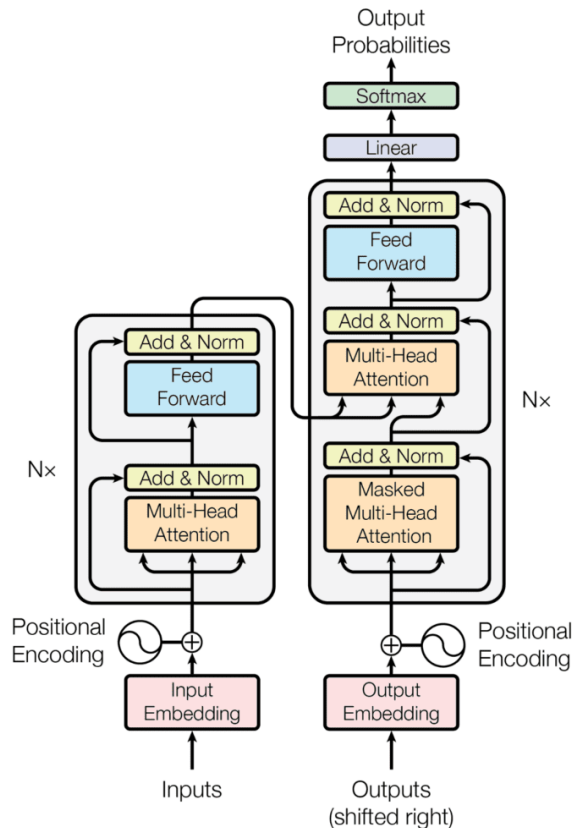 Output
Probabilities
Softmax
Linear
Add & Norm
Feed
Forward
Add & Norm
Multi-Head
Attention
Add & Norm
Masked
Multi-Head
Attention
Nx
Add & Norm
Feed
Forward
Add & Norm
Multi-Head
Attention
Nx
Positional
Encoding
Positional
Encoding
Input
Embedding
Output
Embedding
Inputs
Outputs
(shifted right)